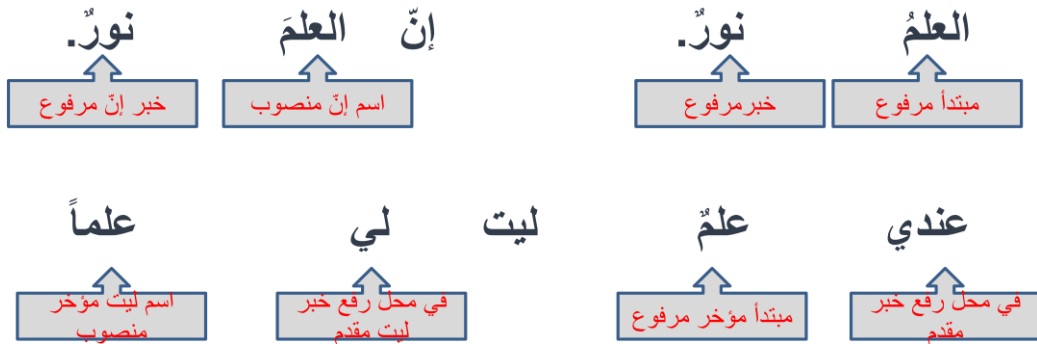 العلمُ نورٌ.
مبتدأ مرفوع
خبرمرفوع
إنّ العلمَ نورٌ.
اسم إنّ منصوب
خبر إنّ مرفوع
عندي علمٌ
في محل رفع خبر
مقدم
مبتدأ مؤخر مرفوع
ليت لي علماً
في محل رفع خبر
ليت مقدم
اسم ليت مؤخر
منصوب